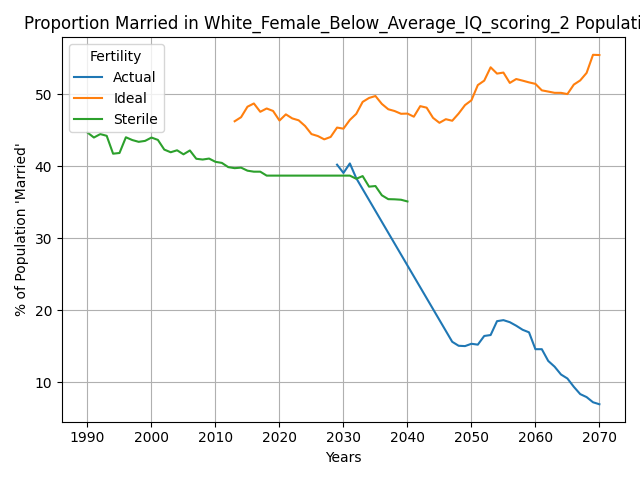 Proportion Married in White_Female_Below_Average_IQ_scoring_2 Populati
Fertility
Actual
Ideal
Sterile
% of Population 'Married'
50
40
30
20
10
1990 2000 2010 2020 2030 2040 2050 2060 2070
Years